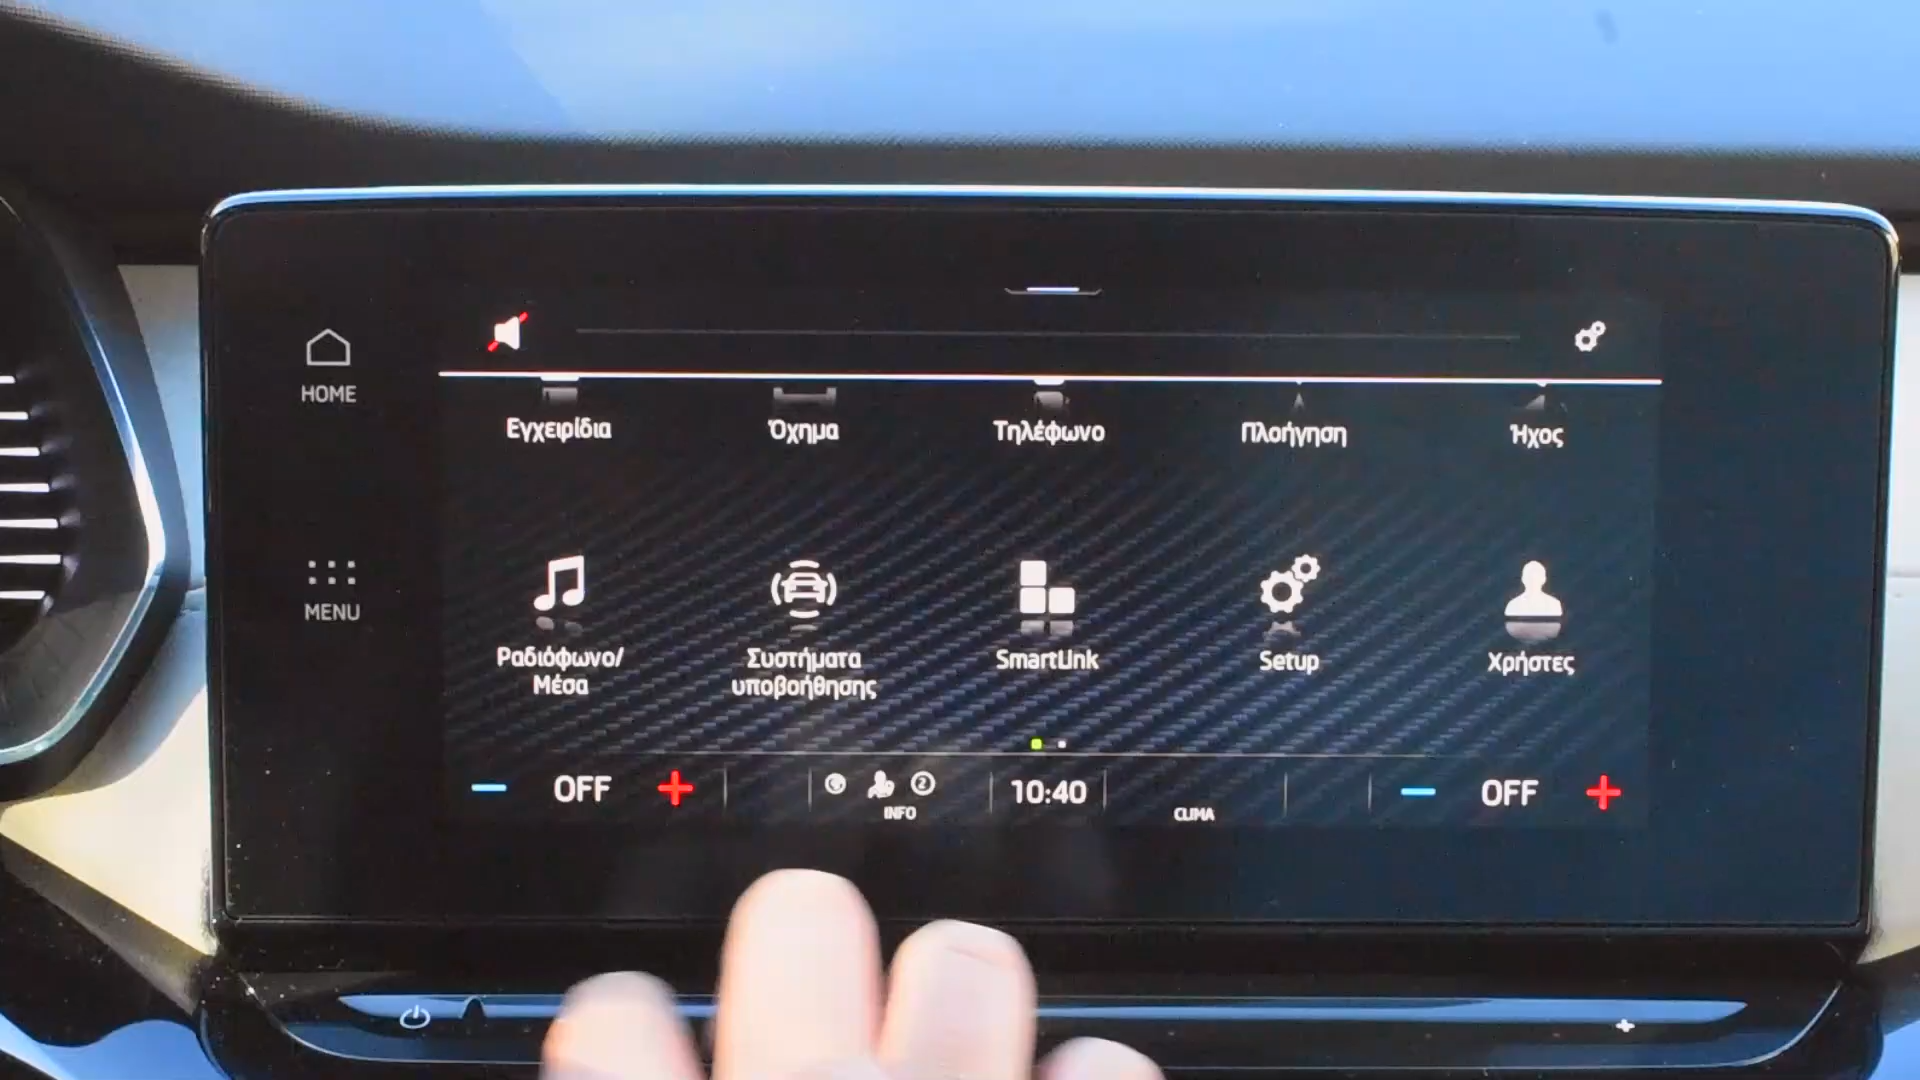 HOME
Εγχειρίδια
Όχημα
Τηλέφωνο
Πλοήγηση
Ήχος
MENU
Ραδιόφωνο/
Μέσα
Συστήματα
υποβοήθησης
SmartLink
Setup
Χρήστες
OFF
2
INFO
10:40
CLIMA
OFF